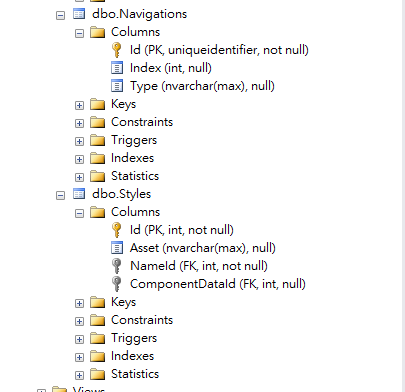 dbo.Navigations
Columns
Id (PK, uniqueidentifier, not null)
Index (int, null)
Type (nvarchar(max), null)
Keys
Constraints
Triggers
Indexes
Statistics
dbo.Styles
Columns
Id (PK, int, not null)
Asset (nvarchar(max), null)
NameId (FK, int, not null)
ComponentDataId (FK, int, null)
Keys
Constraints
Triggers
Indexes
Statistics
Views